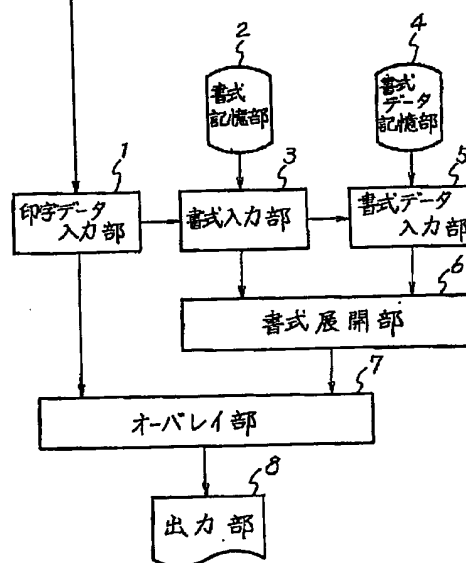 2
書式
記憶部
4
書式
データ
記憶部
1
印字データ
入力部
3
書式入力部
5
書式データ
入力部
6
書式展開部
7
オーバレイ部
8
出力部